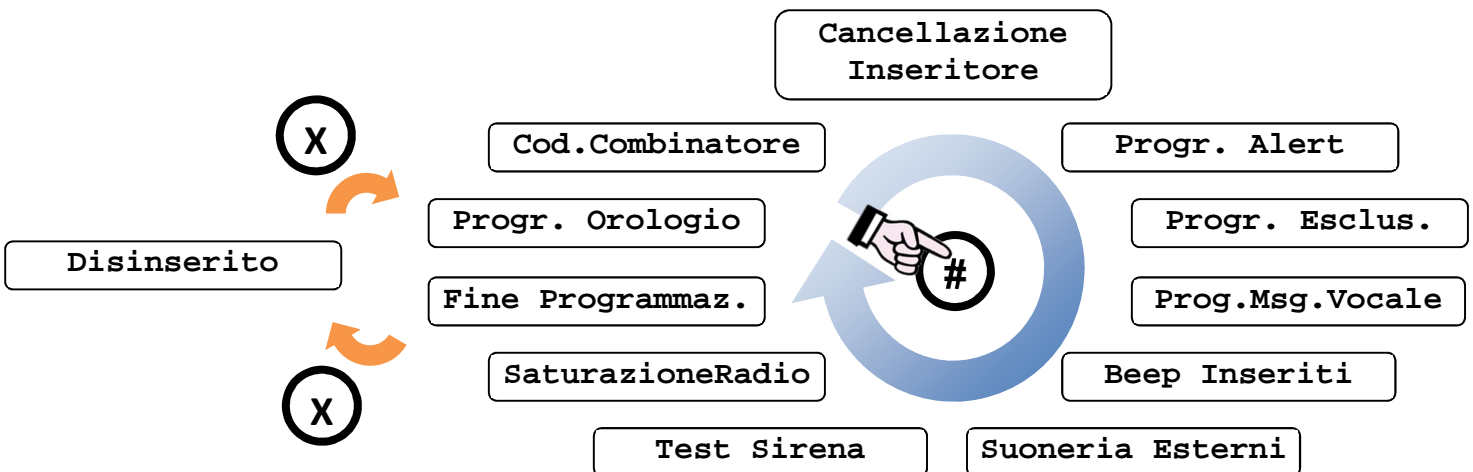 Cancellazione
Inseritore
X
Cod.Combinatore
Progr. Alert
Progr. Orologio
Progr. Esclus.
Disinserito
#
Fine Programmaz.
Prog.Msg.Vocale
SaturazioneRadio
Beep Inseriti
X
Test Sirena
Suoneria Esterni